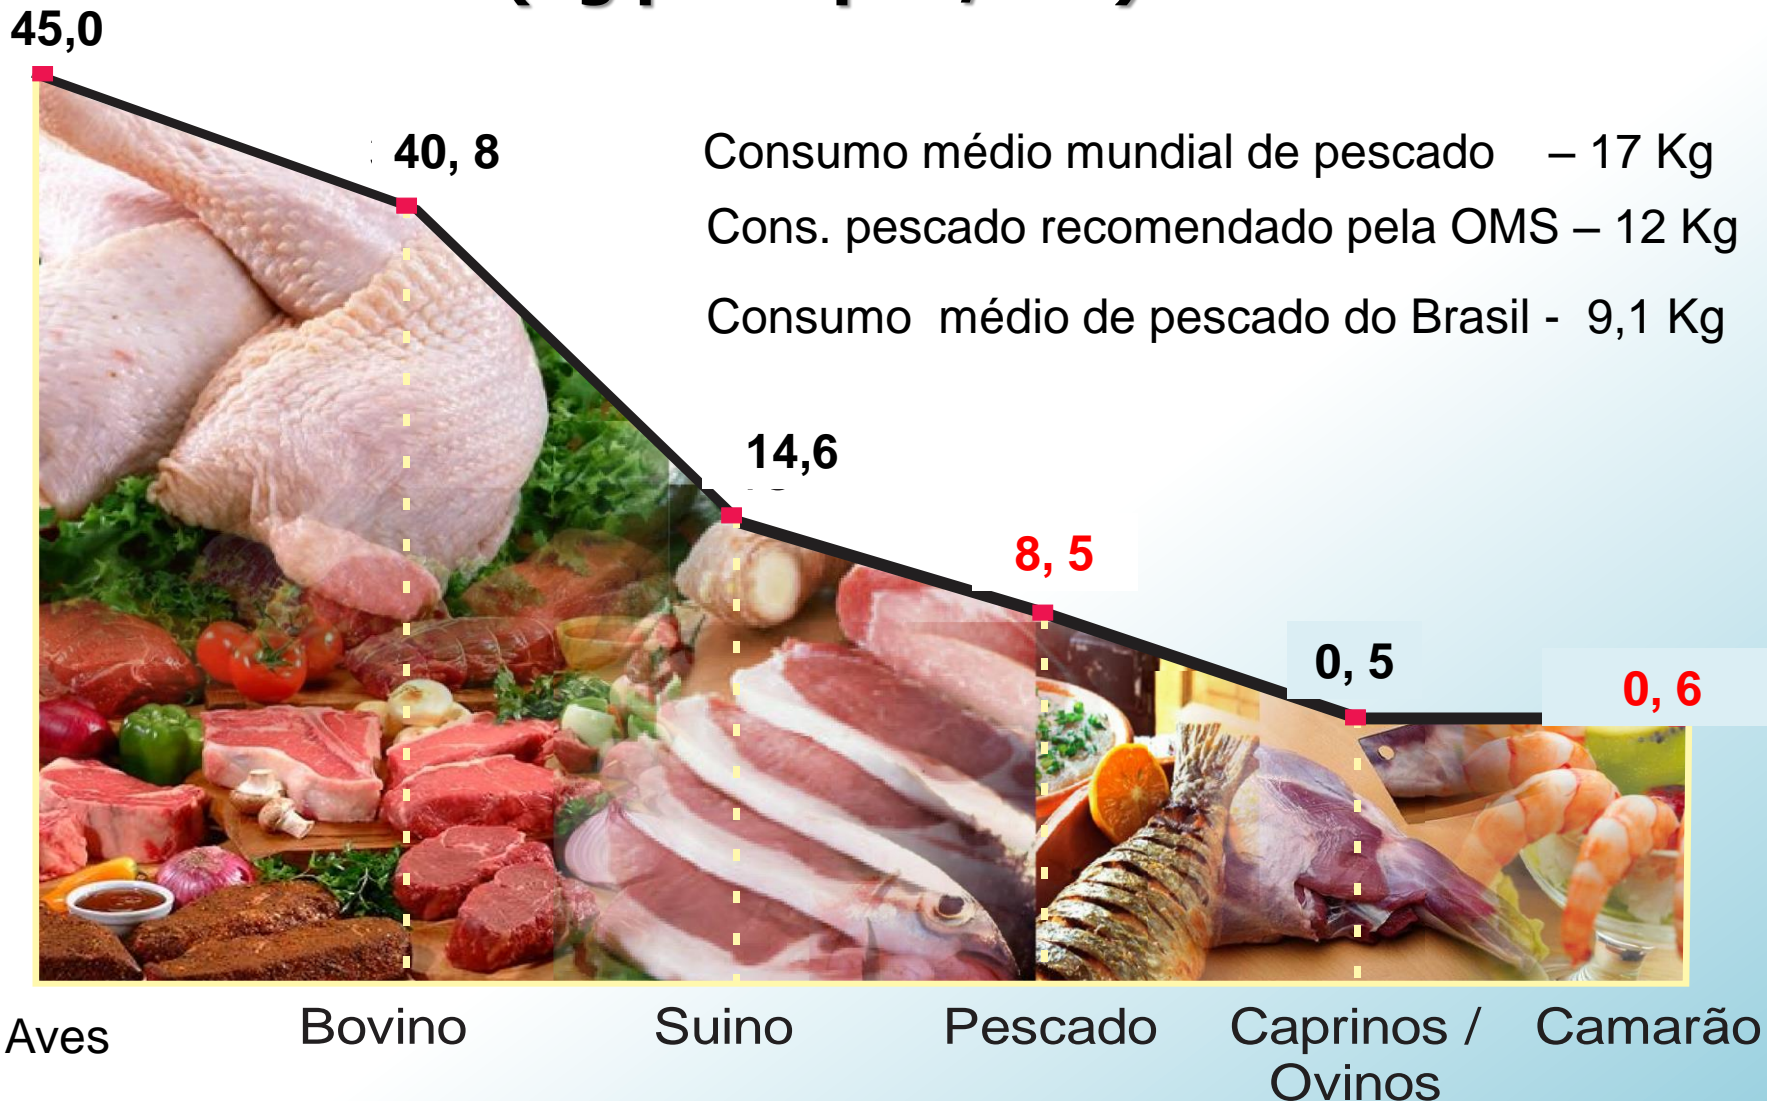 45,0
40, 8
Consumo médio mundial de pescado – 17 Kg
Cons. pescado recomendado pela OMS – 12 Kg
Consumo médio de pescado do Brasil - 9,1 Kg
14,6
8, 5
0, 5
0, 6
Aves
Bovino
Suino
Pescado
Caprinos /
Ovinos
Camarão